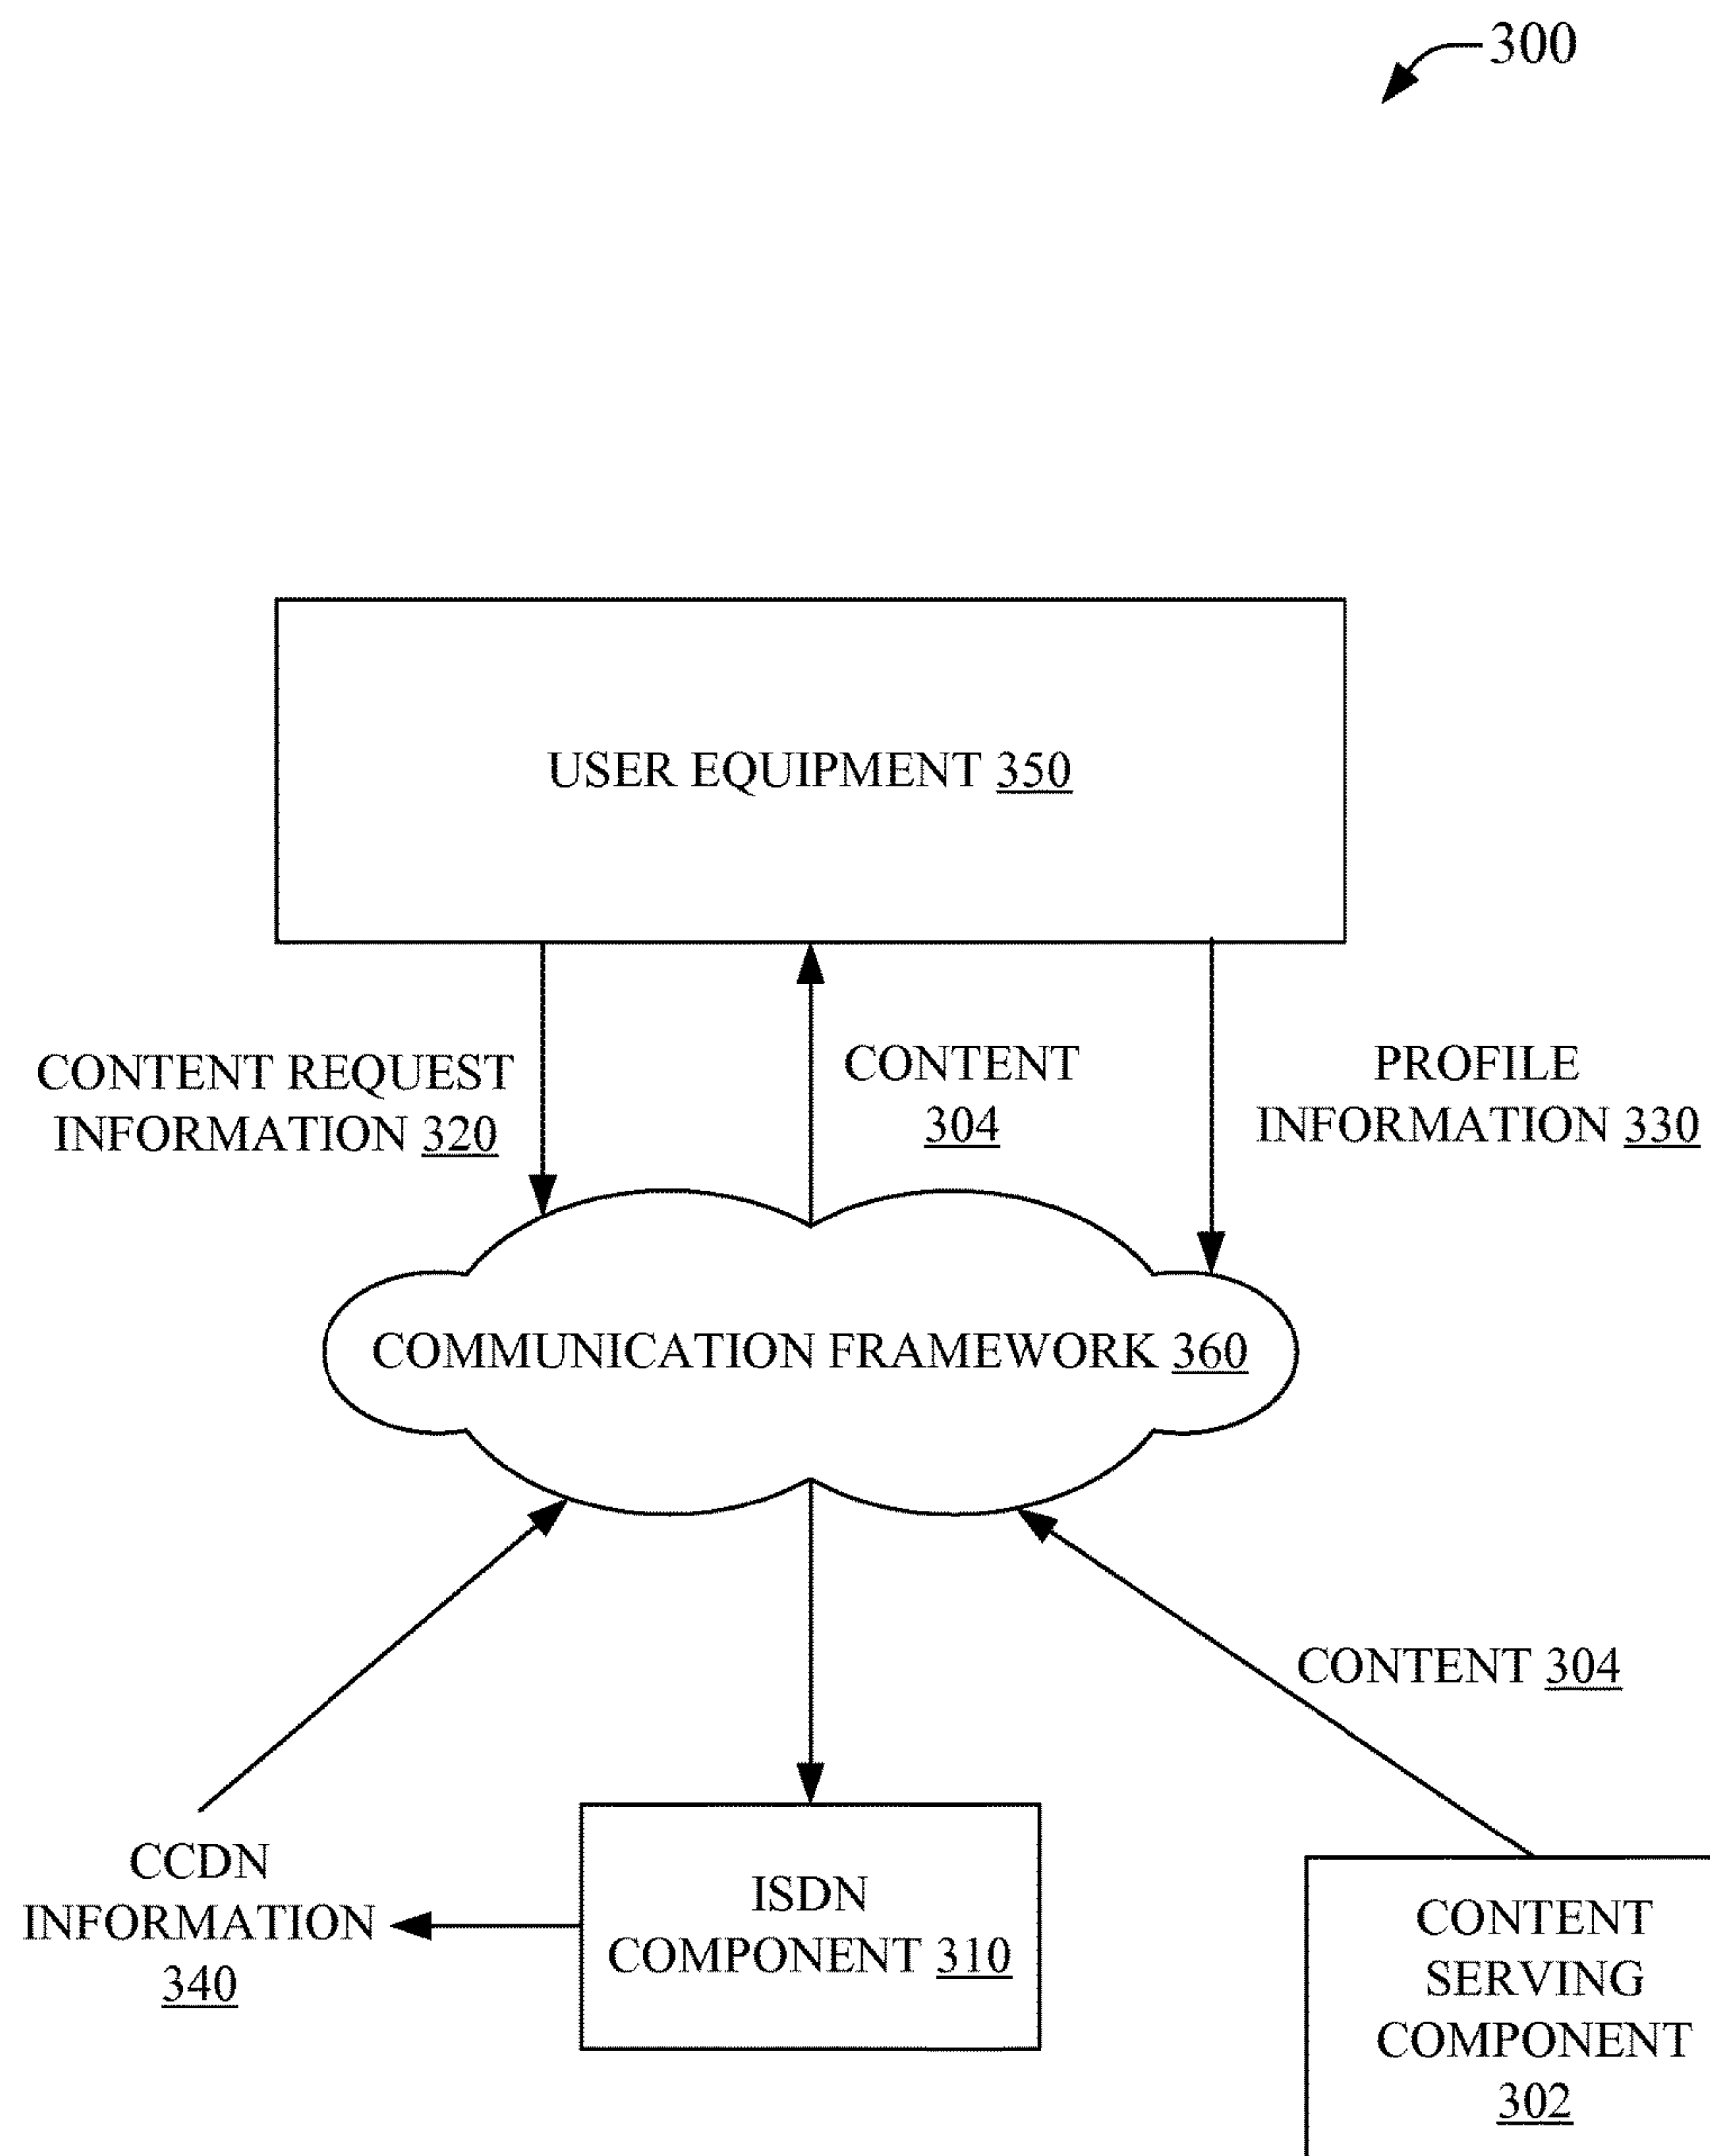 300
USER EQUIPMENT 350
CONTENT REQUEST
INFORMATION 320
CONTENT
304
PROFILE
INFORMATION 330
COMMUNICATION FRAMEWORK 360
CONTENT 304
CCDN
INFORMATION
340
ISDN
COMPONENT 310
CONTENT
SERVING
COMPONENT
302